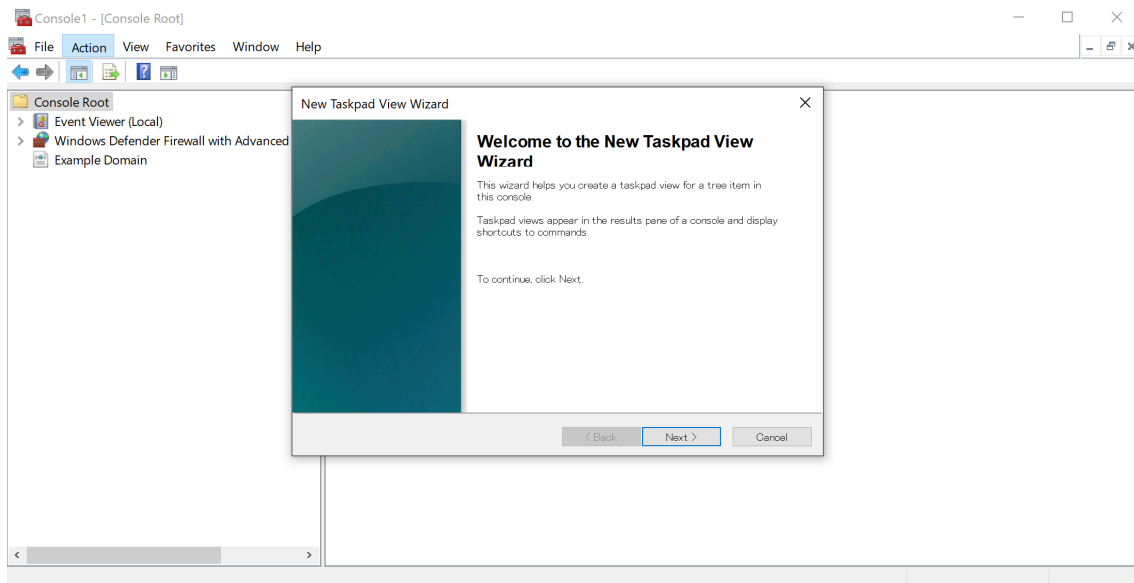 Console1 - [Console Root]
File Action View Favorites Window Help
Console Root
Event Viewer (Local)
Windows Defender Firewall with Advanced
Example Domain
New Taskpad View Wizard
Welcome to the New Taskpad View
Wizard
This wizard helps you create a taskpad view for a tree item in
this console.
Taskpad views appear in the results pane of a console and display
shortcuts to commands.
To continue, click Next.
< Back Next > Cancel